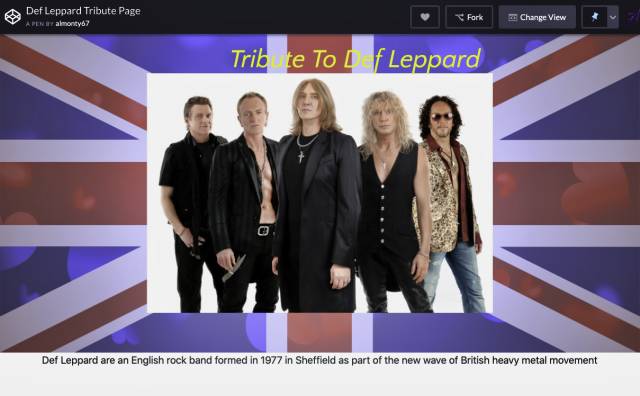 Def Leppard Tribute Page
A PEN BY almonty67
Fork
Change View
Tribute To Def Leppard
Def Leppard are an English rock band formed in 1977 in Sheffield as part of the new wave of British heavy metal movement